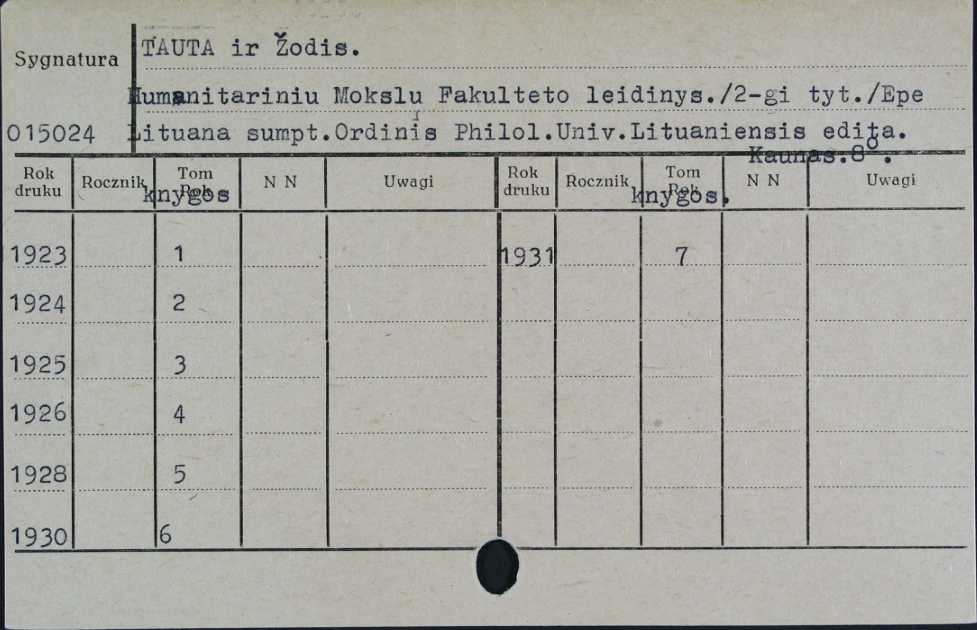 Sygnatura
TAUTA ir Žodis.
Humanitariniu Mokslu Fakulteto leidinys./2-gi tyt./Epe
015024 Lituana sumpt.Ordinis Philol.Univ.Lituaniensis edita.
Kaunas.8°.
Rok druku Rocznik Tom Rok N N Uwagi Rok druku Rocznik Tom Rok N N Uwagi
knygos knygos.
1923 1 1931 7
1924 2
1925 3
1926 4
1928 5
1930 6